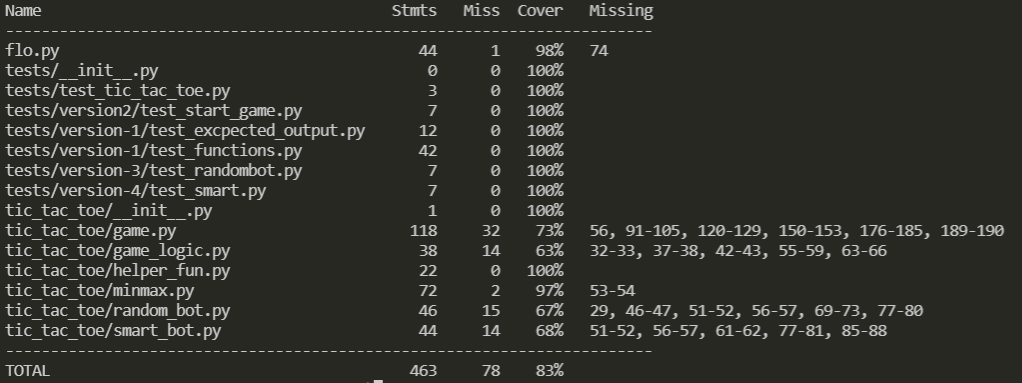 Name Stmts Miss Cover Missing
--------------------------------------------------------------------------
flo.py 44 1 98% 74
tests/__init__.py 0 0 100%
tests/test_tic_tac_toe.py 3 0 100%
tests/version2/test_start_game.py 7 0 100%
tests/version-1/test_excpected_output.py 12 0 100%
tests/version-1/test_functions.py 42 0 100%
tests/version-3/test_randombot.py 7 0 100%
tests/version-4/test_smart.py 7 0 100%
tic_tac_toe/__init__.py 1 0 100%
tic_tac_toe/game.py 118 32 73% 56, 91-105, 120-129, 150-153, 176-185, 189-190
tic_tac_toe/game_logic.py 38 14 63% 32-33, 37-38, 42-43, 55-59, 63-66
tic_tac_toe/helper_fun.py 22 0 100%
tic_tac_toe/minmax.py 72 2 97% 53-54
tic_tac_toe/random_bot.py 46 15 67% 29, 46-47, 51-52, 56-57, 69-73, 77-80
tic_tac_toe/smart_bot.py 44 14 68% 51-52, 56-57, 61-62, 77-81, 85-88
--------------------------------------------------------------------------
TOTAL 463 78 83%